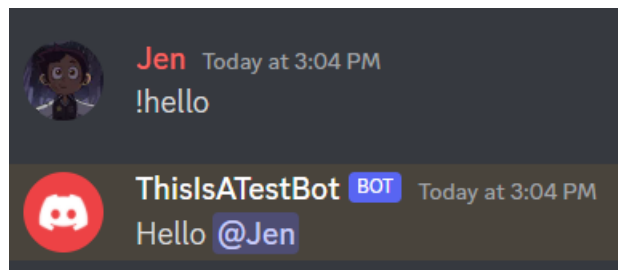 Jen Today at 3:04 PM
!hello
ThisIsATestBot BOT Today at 3:04 PM
Hello @Jen